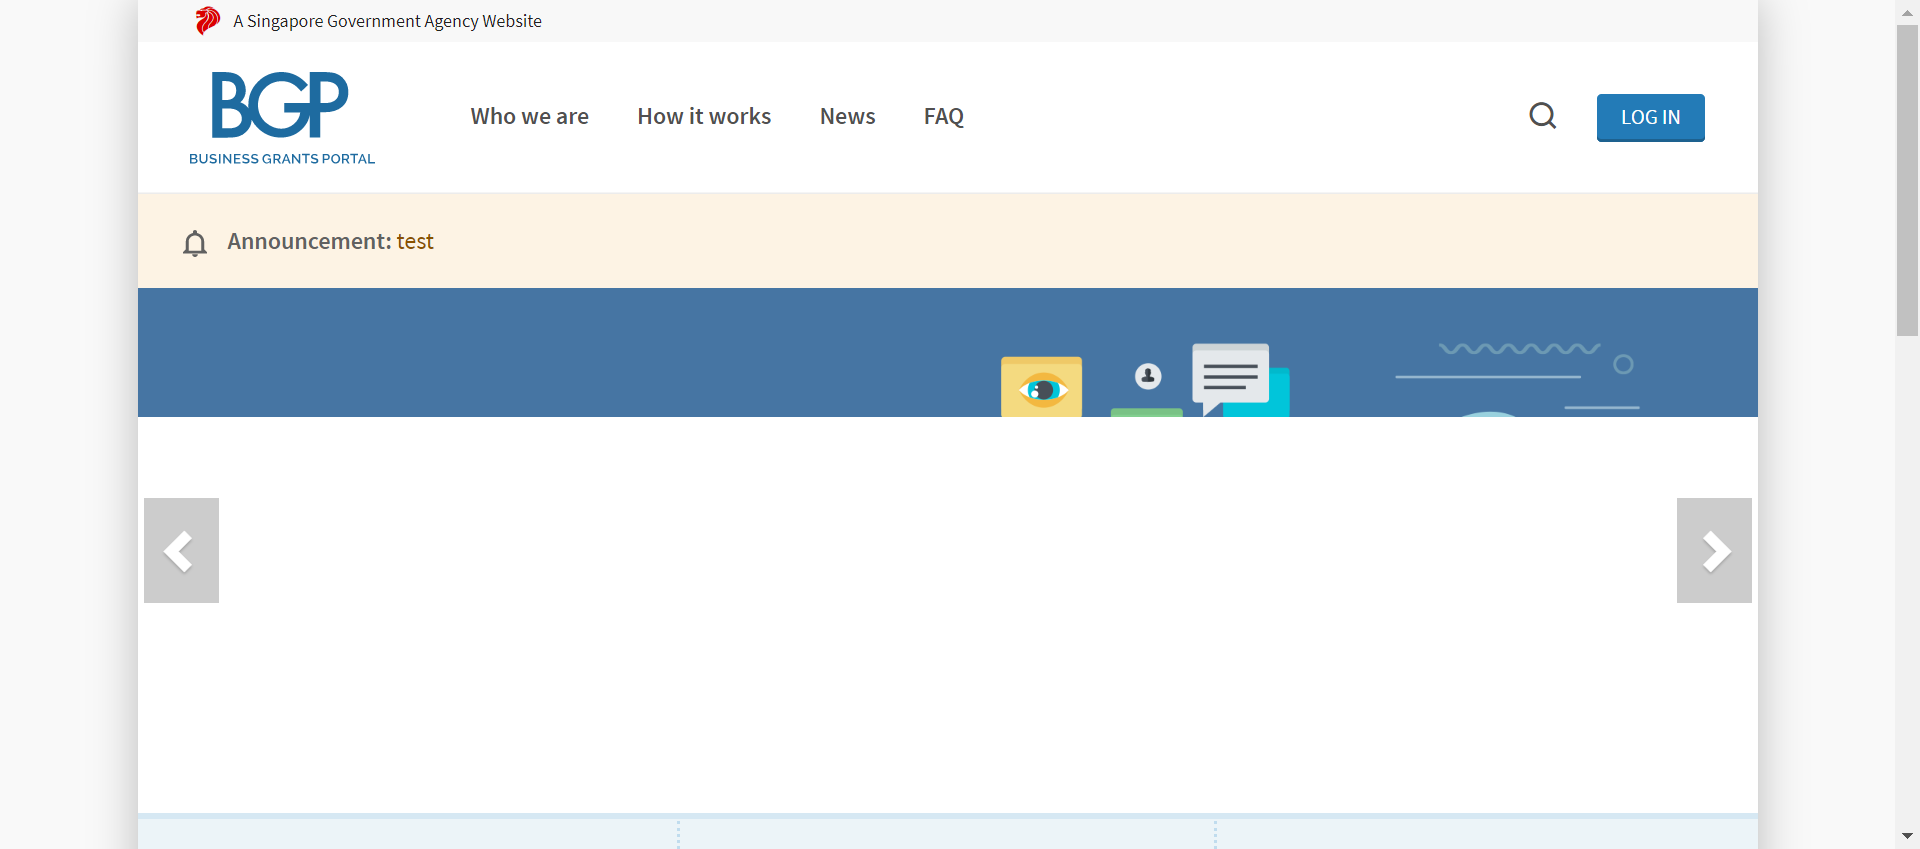 A Singapore Government Agency Website
BGP
BUSINESS GRANTS PORTAL
Who we are
How it works
News
FAQ
LOG IN
Announcement: test